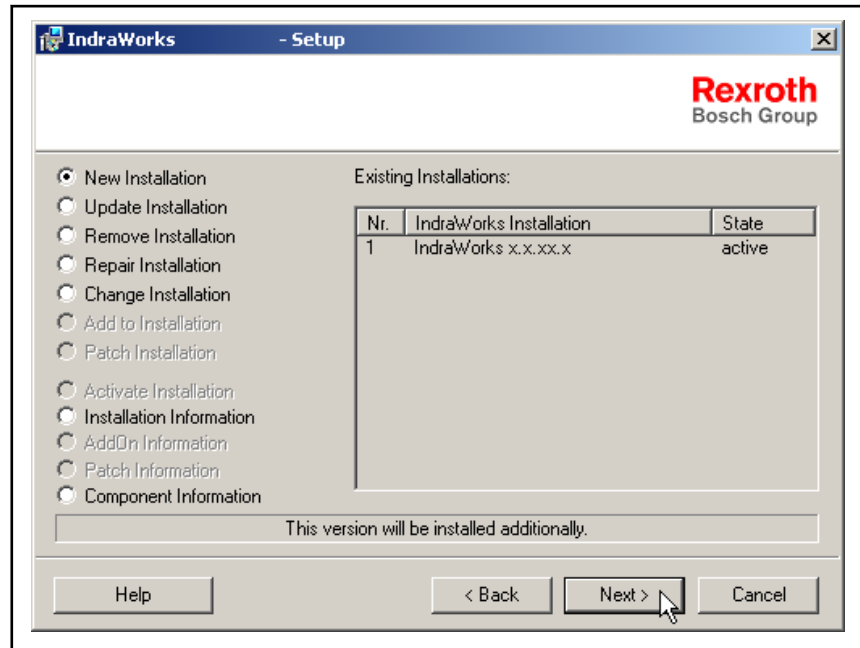 IndraWorks - Setup
Rexroth
Bosch Group
New Installation
Update Installation
Remove Installation
Repair Installation
Change Installation
Add to Installation
Patch Installation
Activate Installation
Installation Information
AddOn Information
Patch Information
Component Information
Existing Installations:
Nr. IndraWorks Installation State
1 IndraWorks x.x.xx.x active
This version will be installed additionally.
Help < Back Next > Cancel